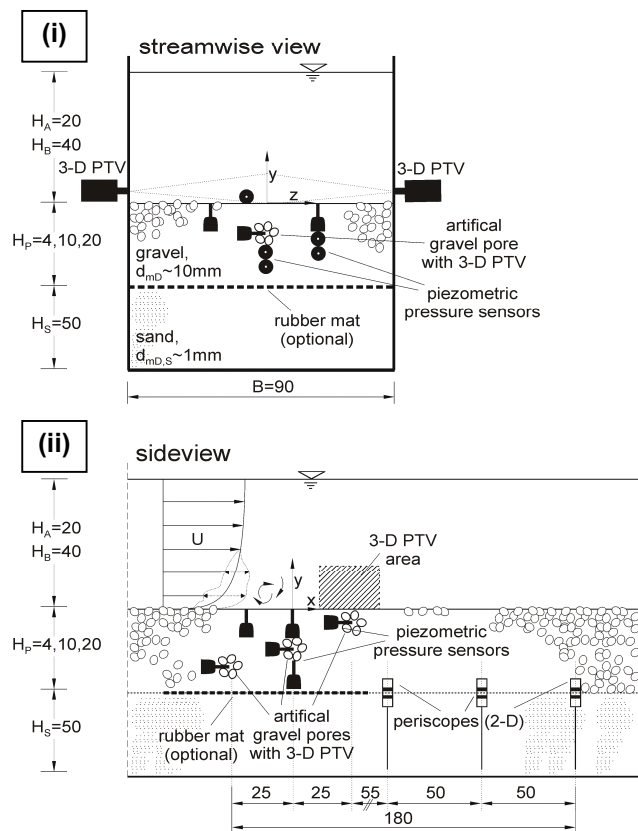 (i)
streamwise view
H_A=20
H_B=40
3-D PTV
3-D PTV
y
z
H_P=4,10,20
gravel,
d_mD~10mm
artifical
gravel pore
with 3-D PTV
piezometric
pressure sensors
rubber mat
(optional)
H_S=50
sand,
d_mD,S~1mm
B=90
(ii)
sideview
H_A=20
H_B=40
U
3-D PTV
area
y
x
H_P=4,10,20
piezometric
pressure sensors
artifical
gravel pores
with 3-D PTV
rubber mat
(optional)
periscopes (2-D)
H_S=50
25
25
55
50
50
180